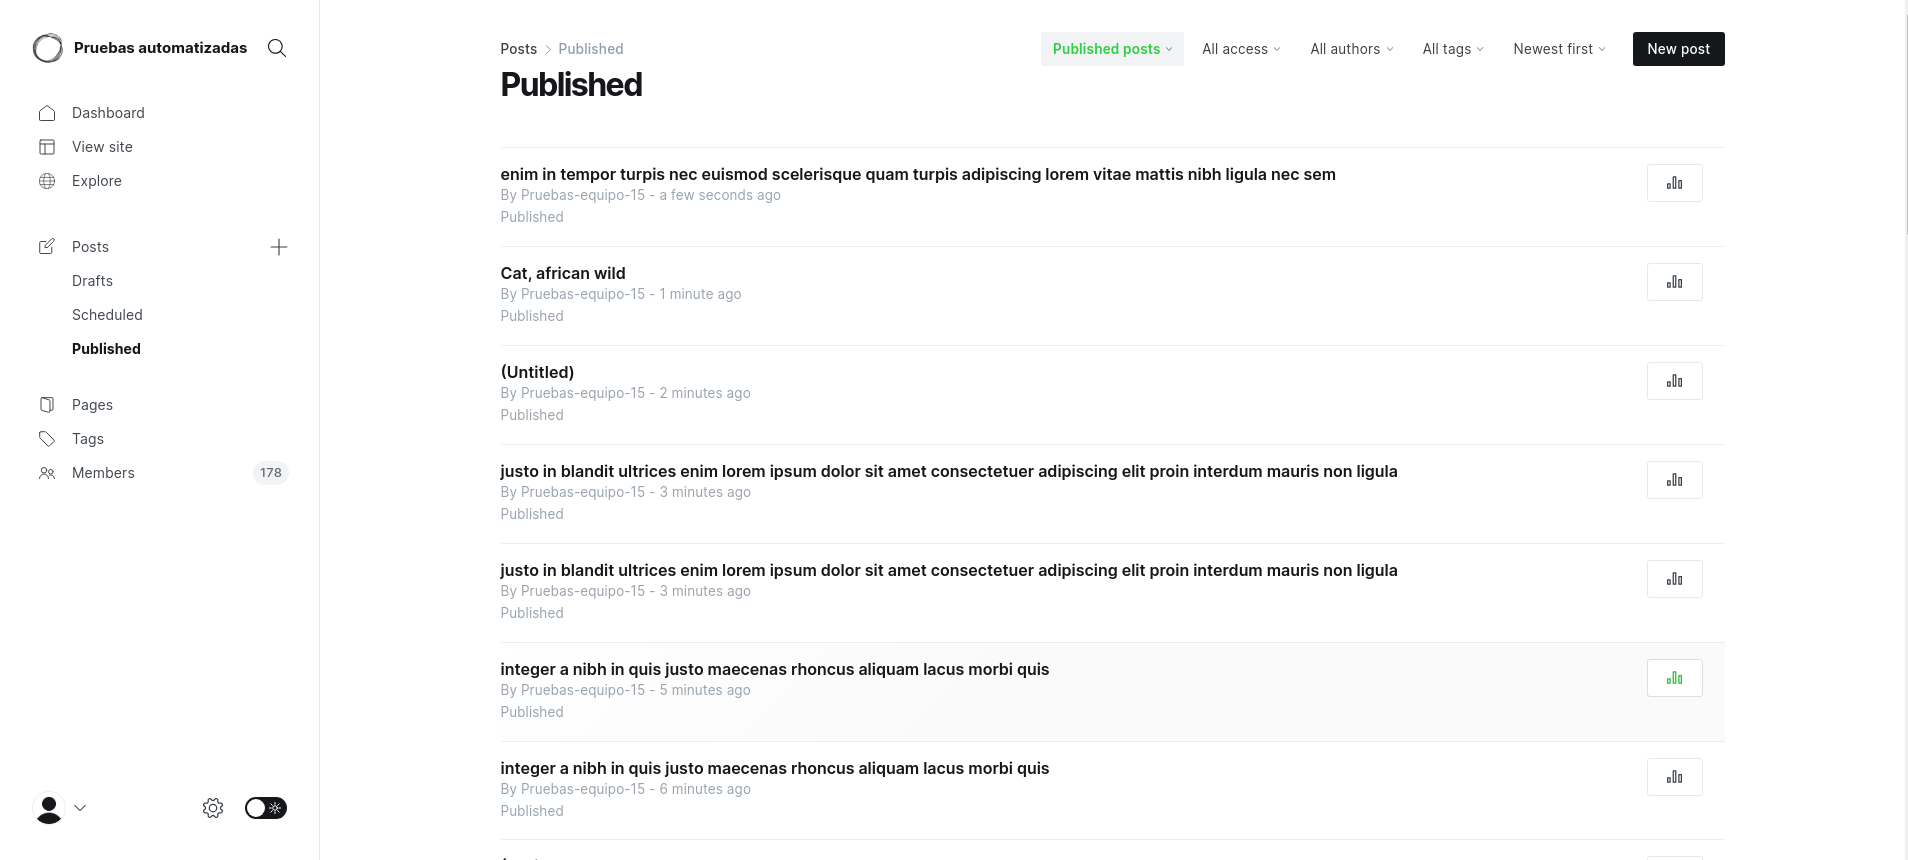 Pruebas automatizadas
Dashboard
View site
Explore
Posts
Drafts
Scheduled
Published
Pages
Tags
Members 178
Posts > Published
Published
Published posts All access All authors All tags Newest first New post
enim in tempor turpis nec euismod scelerisque quam turpis adipiscing lorem vitae mattis nibh ligula nec sem
By Pruebas-equipo-15 - a few seconds ago
Published
Cat, african wild
By Pruebas-equipo-15 - 1 minute ago
Published
(Untitled)
By Pruebas-equipo-15 - 2 minutes ago
Published
justo in blandit ultrices enim lorem ipsum dolor sit amet consectetuer adipiscing elit proin interdum mauris non ligula
By Pruebas-equipo-15 - 3 minutes ago
Published
justo in blandit ultrices enim lorem ipsum dolor sit amet consectetuer adipiscing elit proin interdum mauris non ligula
By Pruebas-equipo-15 - 3 minutes ago
Published
integer a nibh in quis justo maecenas rhoncus aliquam lacus morbi quis
By Pruebas-equipo-15 - 5 minutes ago
Published
integer a nibh in quis justo maecenas rhoncus aliquam lacus morbi quis
By Pruebas-equipo-15 - 6 minutes ago
Published